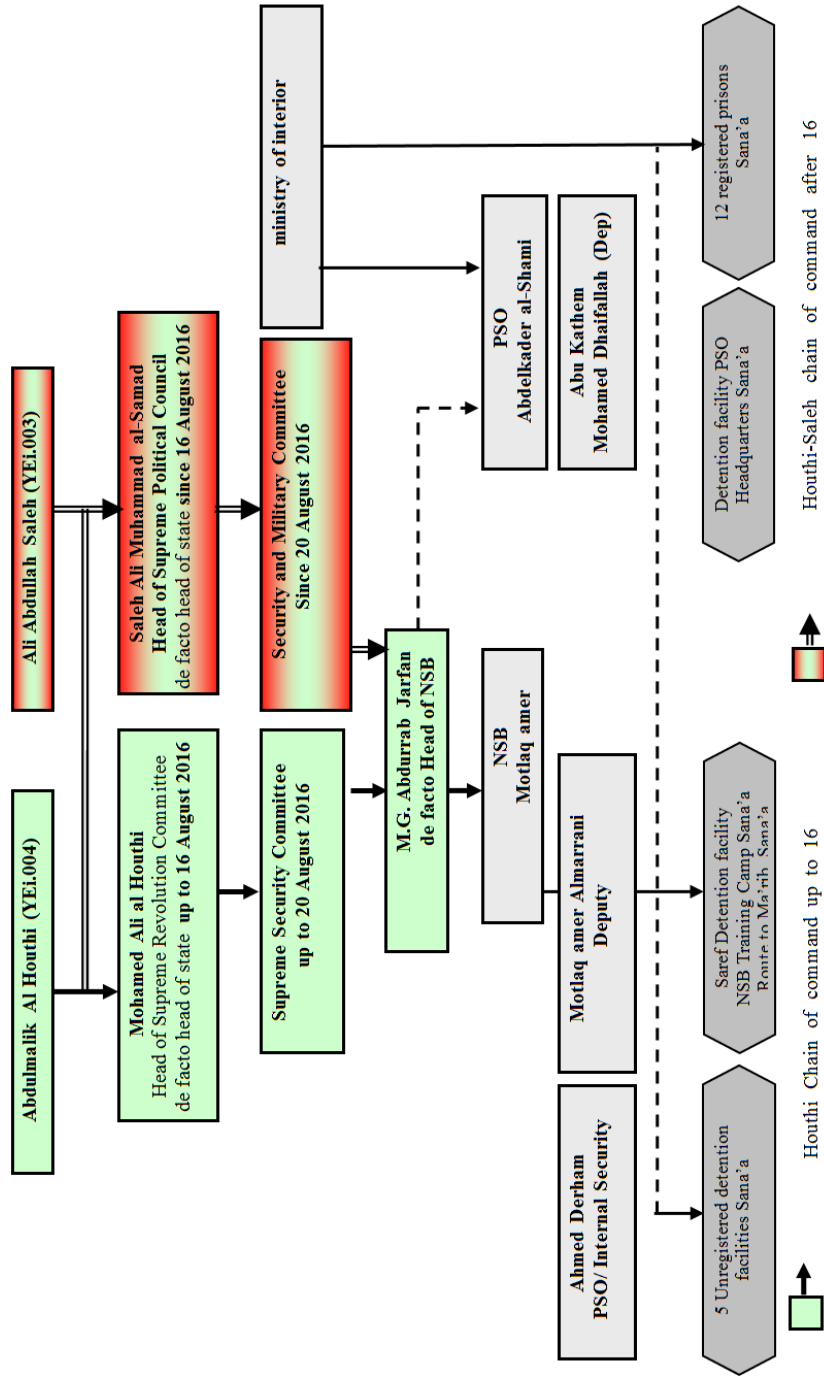 Abdulmalik Al Houthi (YEi.004)
Ali Abdullah Saleh (YEi.003)
Mohamed Ali al Houthi
Head of Supreme Revolution Committee
de facto head of state up to 16 August 2016
Saleh Ali Muhammad al-Samad
Head of Supreme Political Council
de facto head of state since 16 August 2016
Supreme Security Committee
up to 20 August 2016
Security and Military Committee
Since 20 August 2016
ministry of interior
M.G. Abdurrab Jarfan
de facto Head of NSB
NSB
Motlaq amer
PSO
Abdelkader al-Shami
Ahmed Derham
PSO/ Internal Security
Motlaq amer Almarrani
Deputy
Abu Kathem
Mohamed Dhaifallah (Dep)
5 Unregistered detention
facilities Sana’a
Saref Detention facility
NSB Training Camp Sana’a
Route to Ma’rib, Sana’a
Detention facility PSO
Headquarters Sana’a
12 registered prisons
Sana’a
Houthi Chain of command up to 16
Houthi-Saleh chain of command after 16